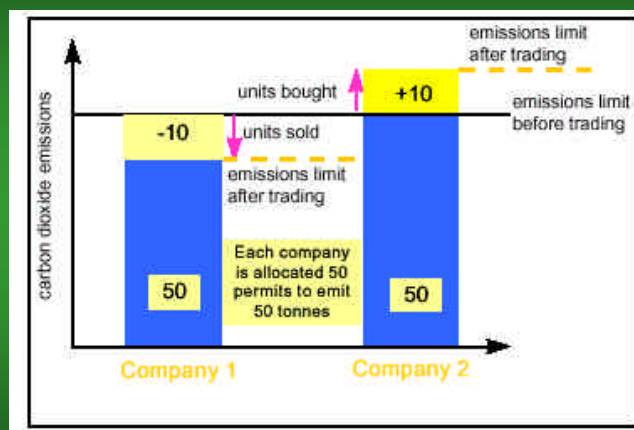 carbon dioxide emissions
emissions limit
after trading
units bought
+10
emissions limit
before trading
-10
units sold
emissions limit
after trading
Each company
is allocated 50
permits to emit
50 tonnes
50
50
Company 1
Company 2